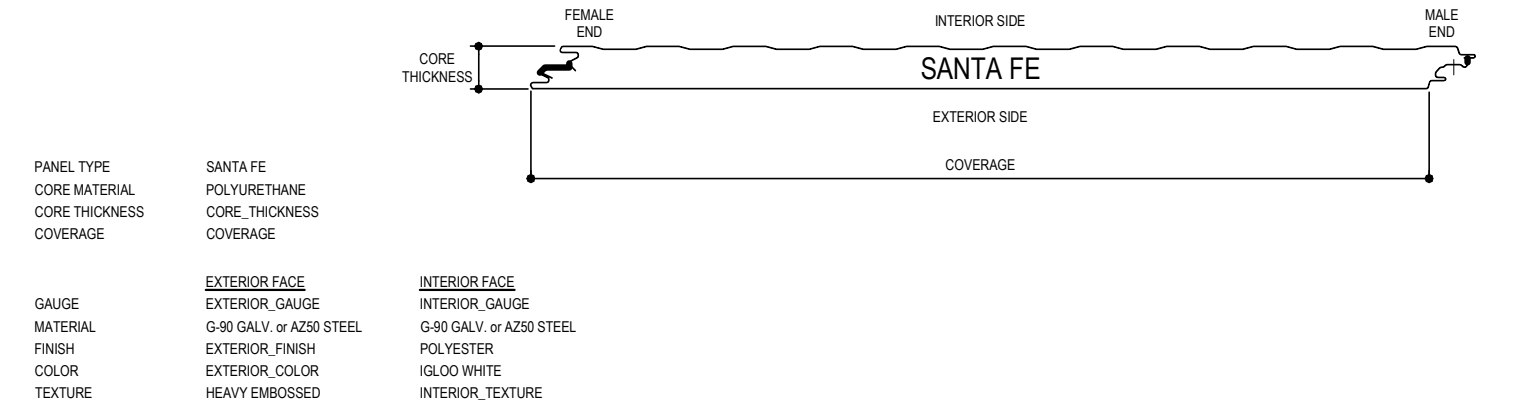 FEMALE
END
INTERIOR SIDE
MALE
END
CORE
THICKNESS
SANTA FE
EXTERIOR SIDE
COVERAGE
PANEL TYPE SANTA FE
CORE MATERIAL POLYURETHANE
CORE THICKNESS CORE_THICKNESS
COVERAGE COVERAGE
EXTERIOR FACE INTERIOR FACE
GAUGE EXTERIOR_GAUGE INTERIOR_GAUGE
MATERIAL G-90 GALV. or AZ50 STEEL G-90 GALV. or AZ50 STEEL
FINISH EXTERIOR_FINISH POLYESTER
COLOR EXTERIOR_COLOR IGLOO WHITE
TEXTURE HEAVY EMBOSSED INTERIOR_TEXTURE